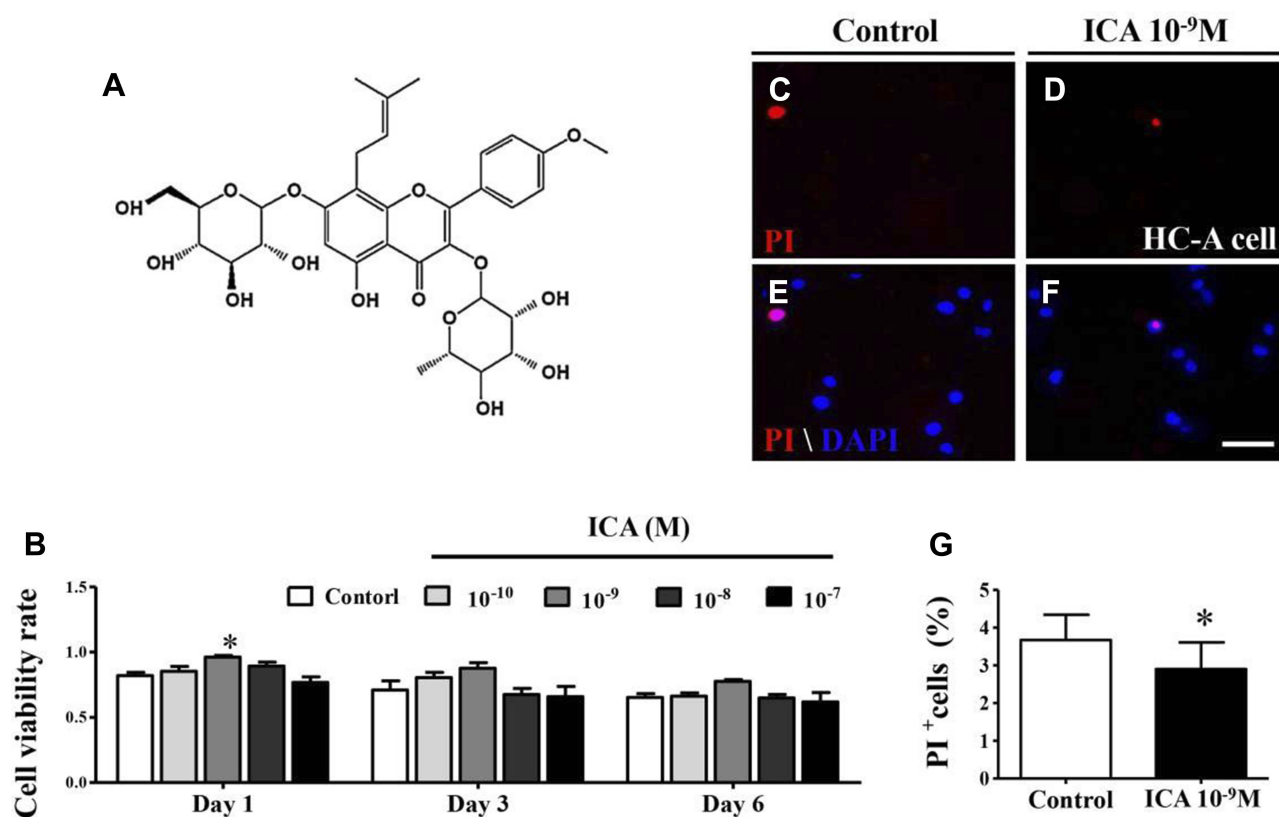 A
OH
O
O
O
O
OH
OH
OH
OH
O
O
O
OH
OH
OH
Control
ICA 10⁻⁹M
C
PI
D
HC-A cell
E
PI \ DAPI
F
B
ICA (M)
Contorl
10⁻¹⁰
10⁻⁹
10⁻⁸
10⁻⁷
Cell viability rate
1.5
1.0
0.5
0.0
*
Day 1
Day 3
Day 6
G
PI ⁺cells (%)
5
4
3
2
1
0
*
Control
ICA 10⁻⁹M